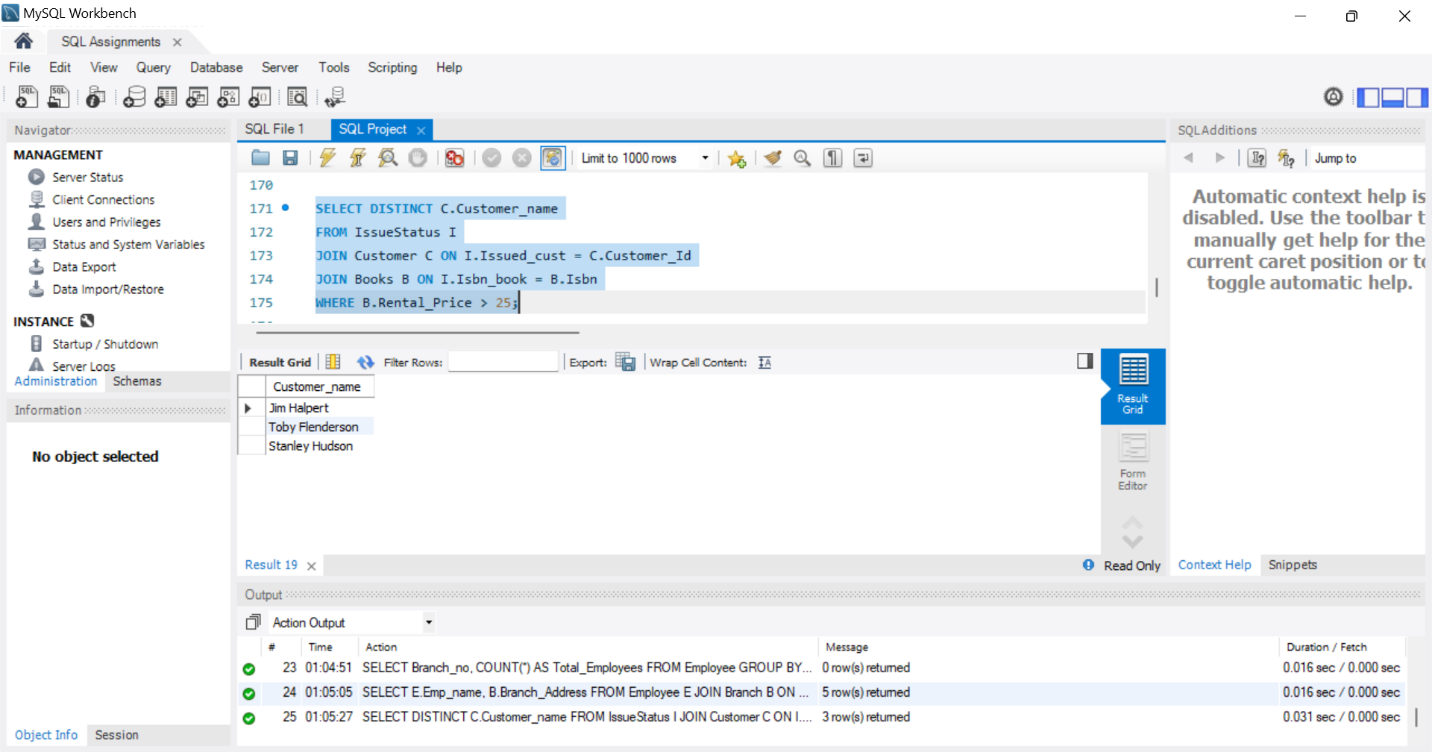 MySQL Workbench
SQL Assignments
File Edit View Query Database Server Tools Scripting Help
Navigator
MANAGEMENT
Server Status
Client Connections
Users and Privileges
Status and System Variables
Data Export
Data Import/Restore
INSTANCE
Startup / Shutdown
Server Logs
Administration Schemas
Information
No object selected
Object Info Session
SQL File 1 SQL Project
Limit to 1000 rows
170
171 SELECT DISTINCT C.Customer_name
172 FROM IssueStatus I
173 JOIN Customer C ON I.Issued_cust = C.Customer_Id
174 JOIN Books B ON I.Isbn_book = B.Isbn
175 WHERE B.Rental_Price > 25;
Result Grid Filter Rows: Export: Wrap Cell Content:
Customer_name
Jim Halpert
Toby Flenderson
Stanley Hudson
Result
Grid
Form
Editor
Result 19 Read Only
SQLAdditions
Jump to
Automatic context help is
disabled. Use the toolbar t
manually get help for the
current caret position or to
toggle automatic help.
Context Help Snippets
Output
Action Output
# Time Action Message Duration / Fetch
23 01:04:51 SELECT Branch_no, COUNT(*) AS Total_Employees FROM Employee GROUP BY... 0 row(s) returned 0.016 sec / 0.000 sec
24 01:05:05 SELECT E.Emp_name, B.Branch_Address FROM Employee E JOIN Branch B ON ... 5 row(s) returned 0.016 sec / 0.000 sec
25 01:05:27 SELECT DISTINCT C.Customer_name FROM IssueStatus I JOIN Customer C ON I.... 3 row(s) returned 0.031 sec / 0.000 sec